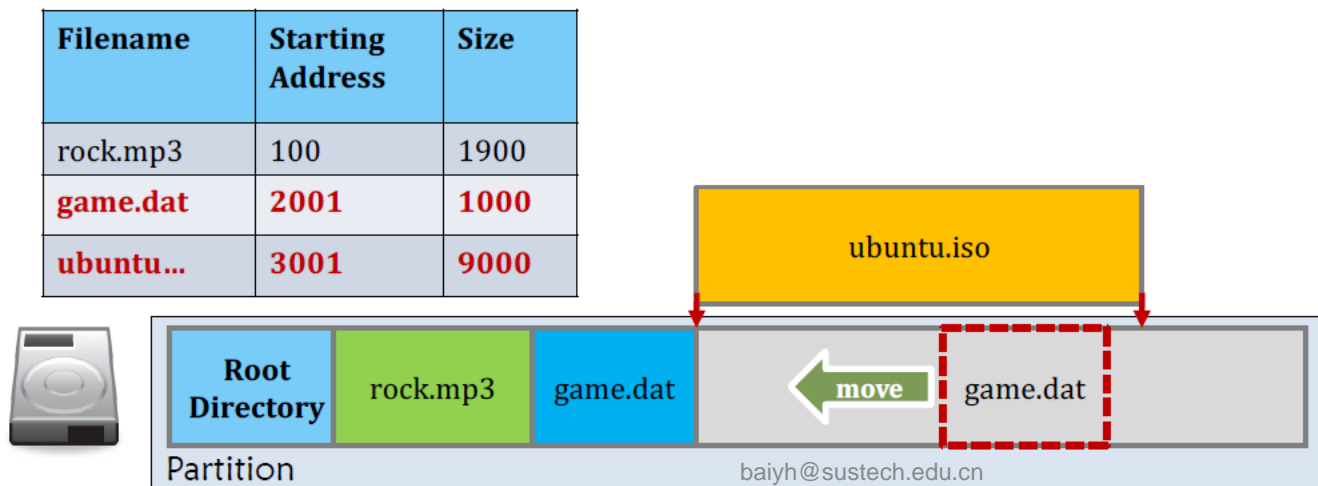 Filename Starting Size
Address
rock.mp3 100 1900
game.dat 2001 1000
ubuntu... 3001 9000
ubuntu.iso
Root
Directory
rock.mp3
game.dat
move
game.dat
Partition
baiyh@sustech.edu.cn